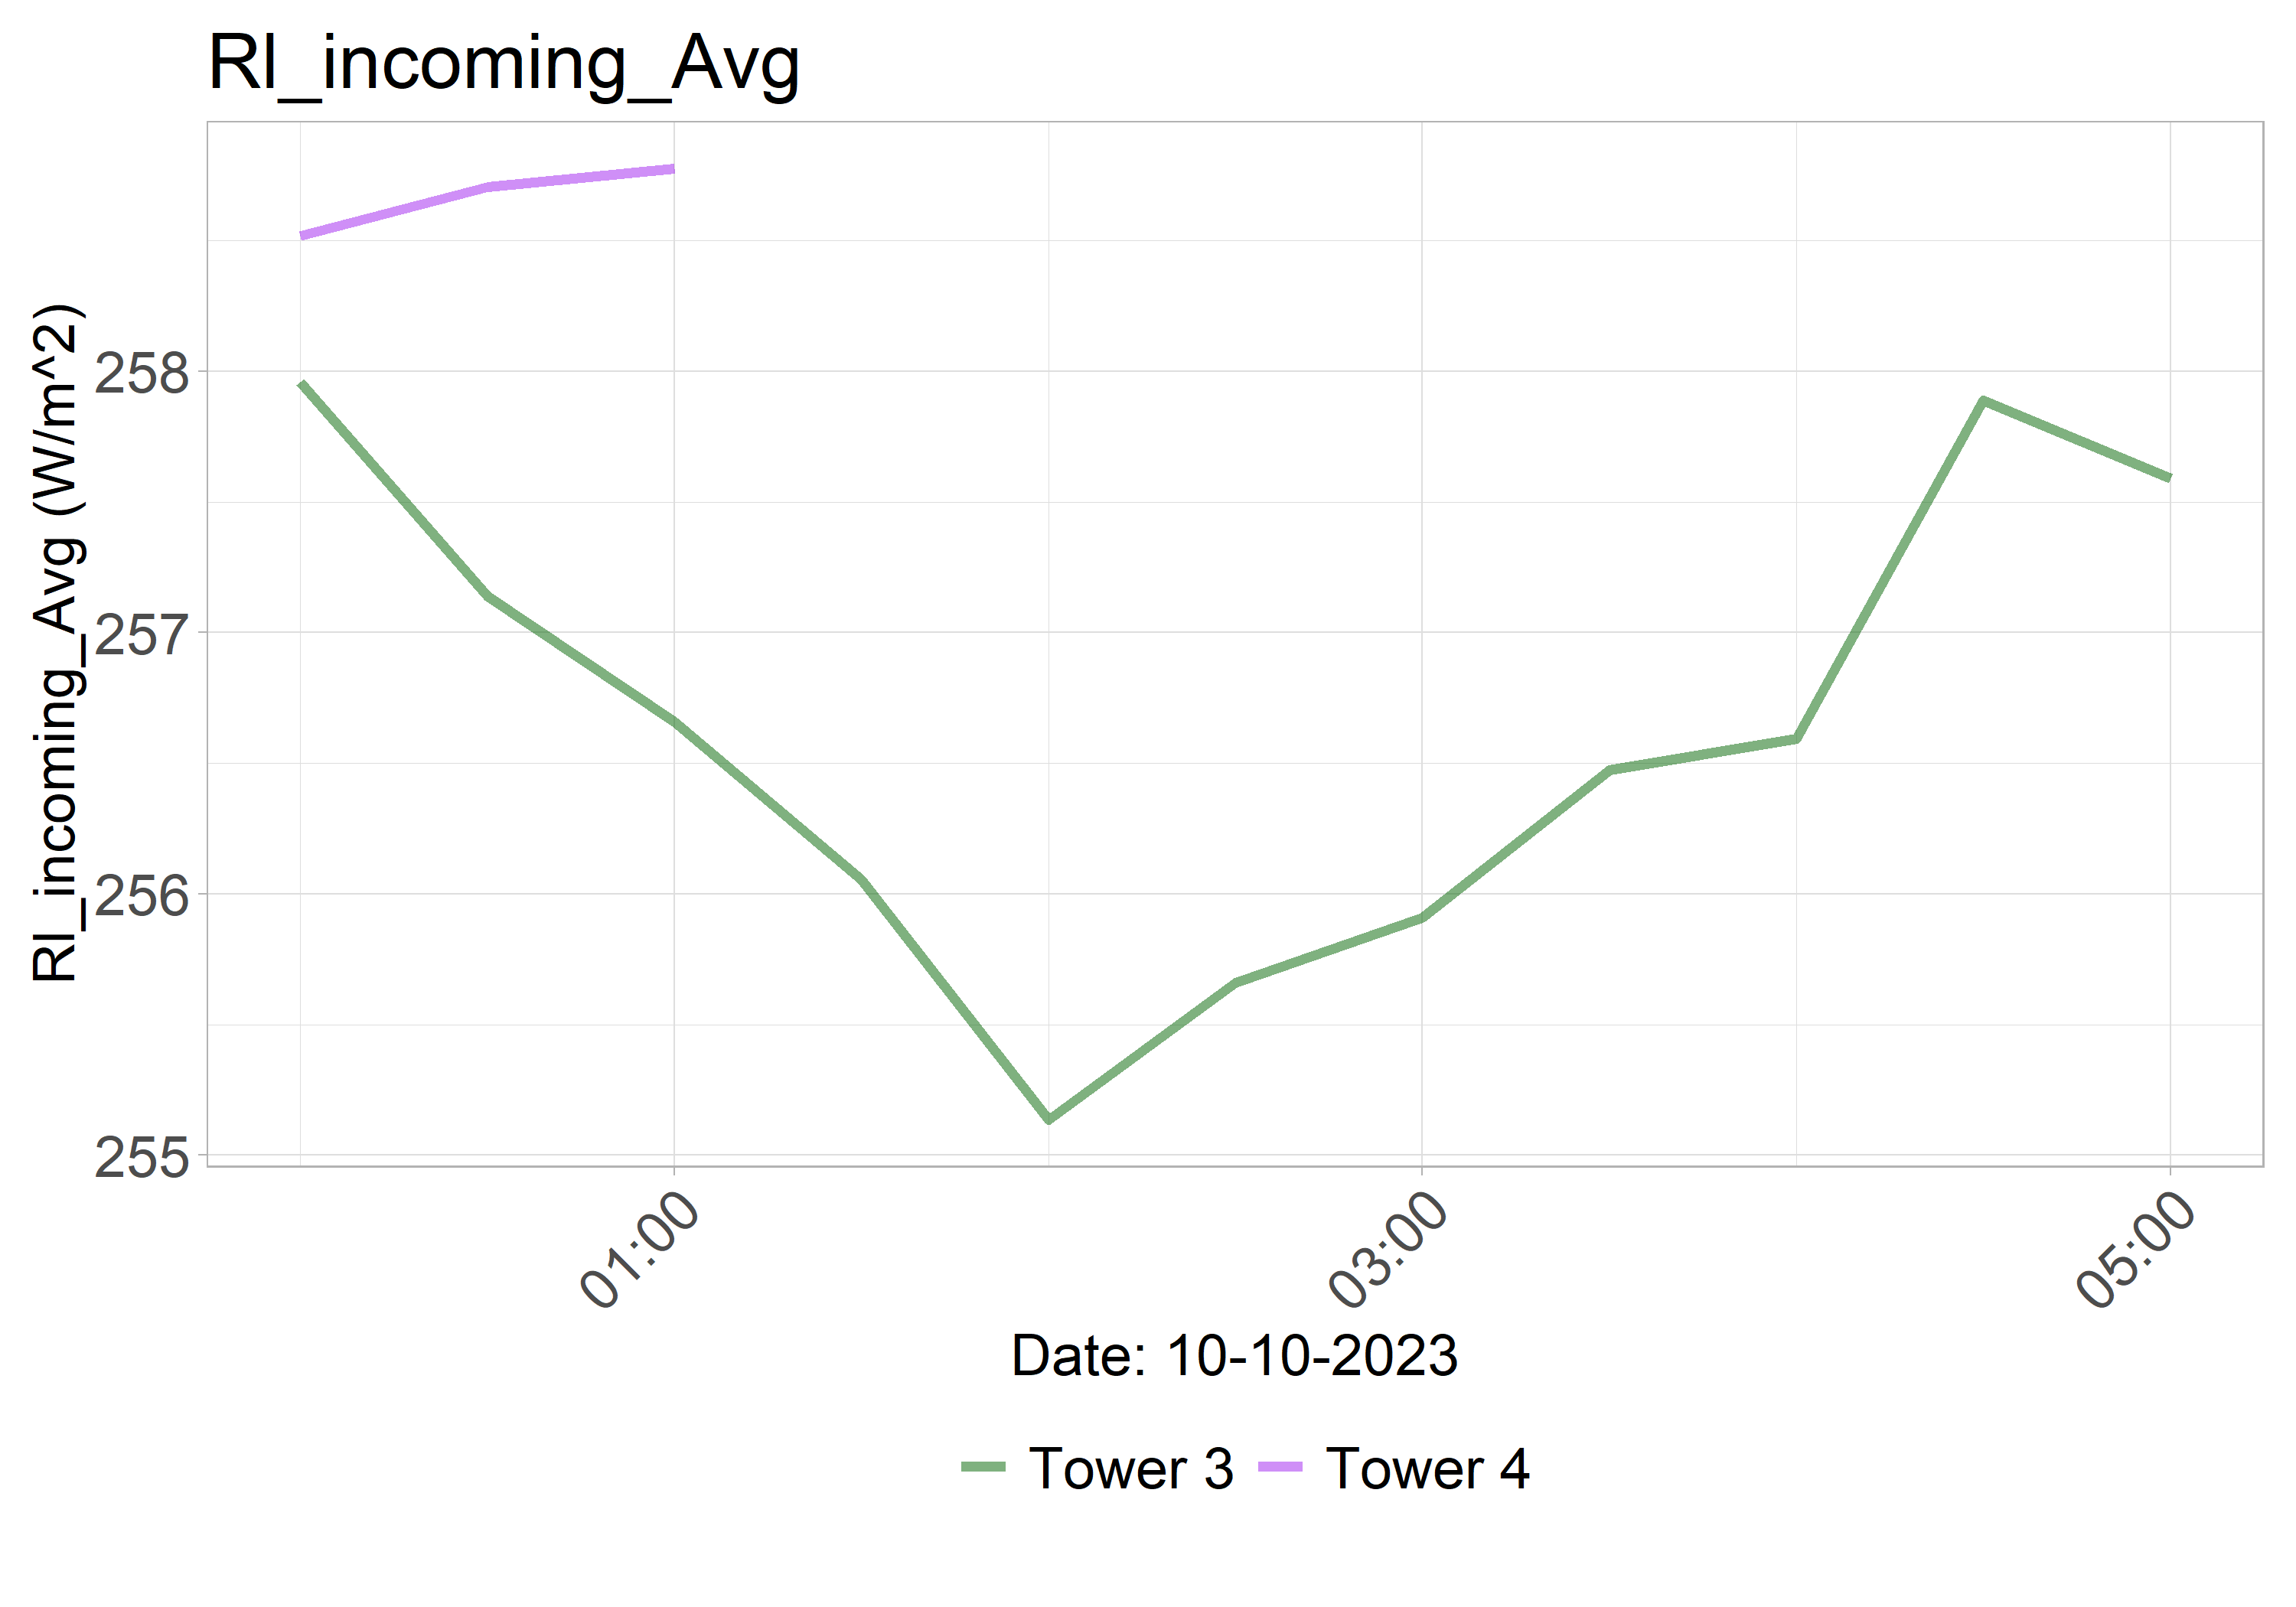 Rl_incoming_Avg
Rl_incoming_Avg (W/m^2)
258
257
256
255
01:00
03:00
05:00
Date: 10-10-2023
Tower 3
Tower 4